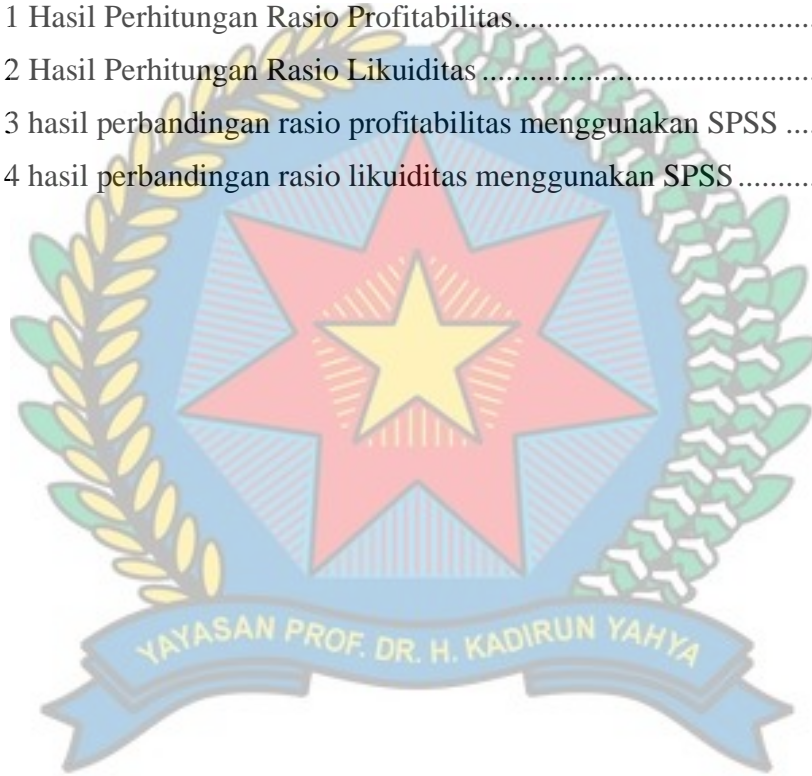 1 Hasil Perhitungan Rasio Profitabilitas....................................
2 Hasil Perhitungan Rasio Likuiditas........................................
3 hasil perbandingan rasio profitabilitas menggunakan SPSS ....
4 hasil perbandingan rasio likuiditas menggunakan SPSS..........
YAYASAN PROF. DR. H. KADIRUN YAHYA